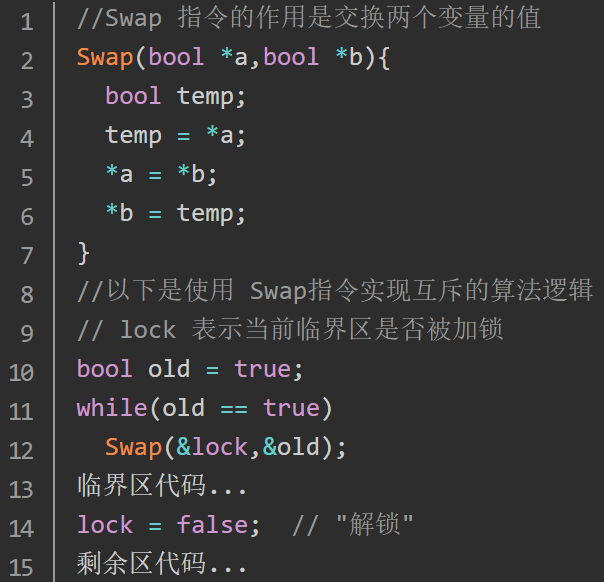 1 //Swap 指令的作用是交换两个变量的值
2 Swap(bool *a,bool *b){
3   bool temp;
4   temp = *a;
5   *a = *b;
6   *b = temp;
7 }
8 //以下是使用 Swap指令实现互斥的算法逻辑
9 // lock 表示当前临界区是否被加锁
10 bool old = true;
11 while(old == true)
12   Swap(&lock,&old);
13 临界区代码...
14 lock = false;  // "解锁"
15 剩余区代码...